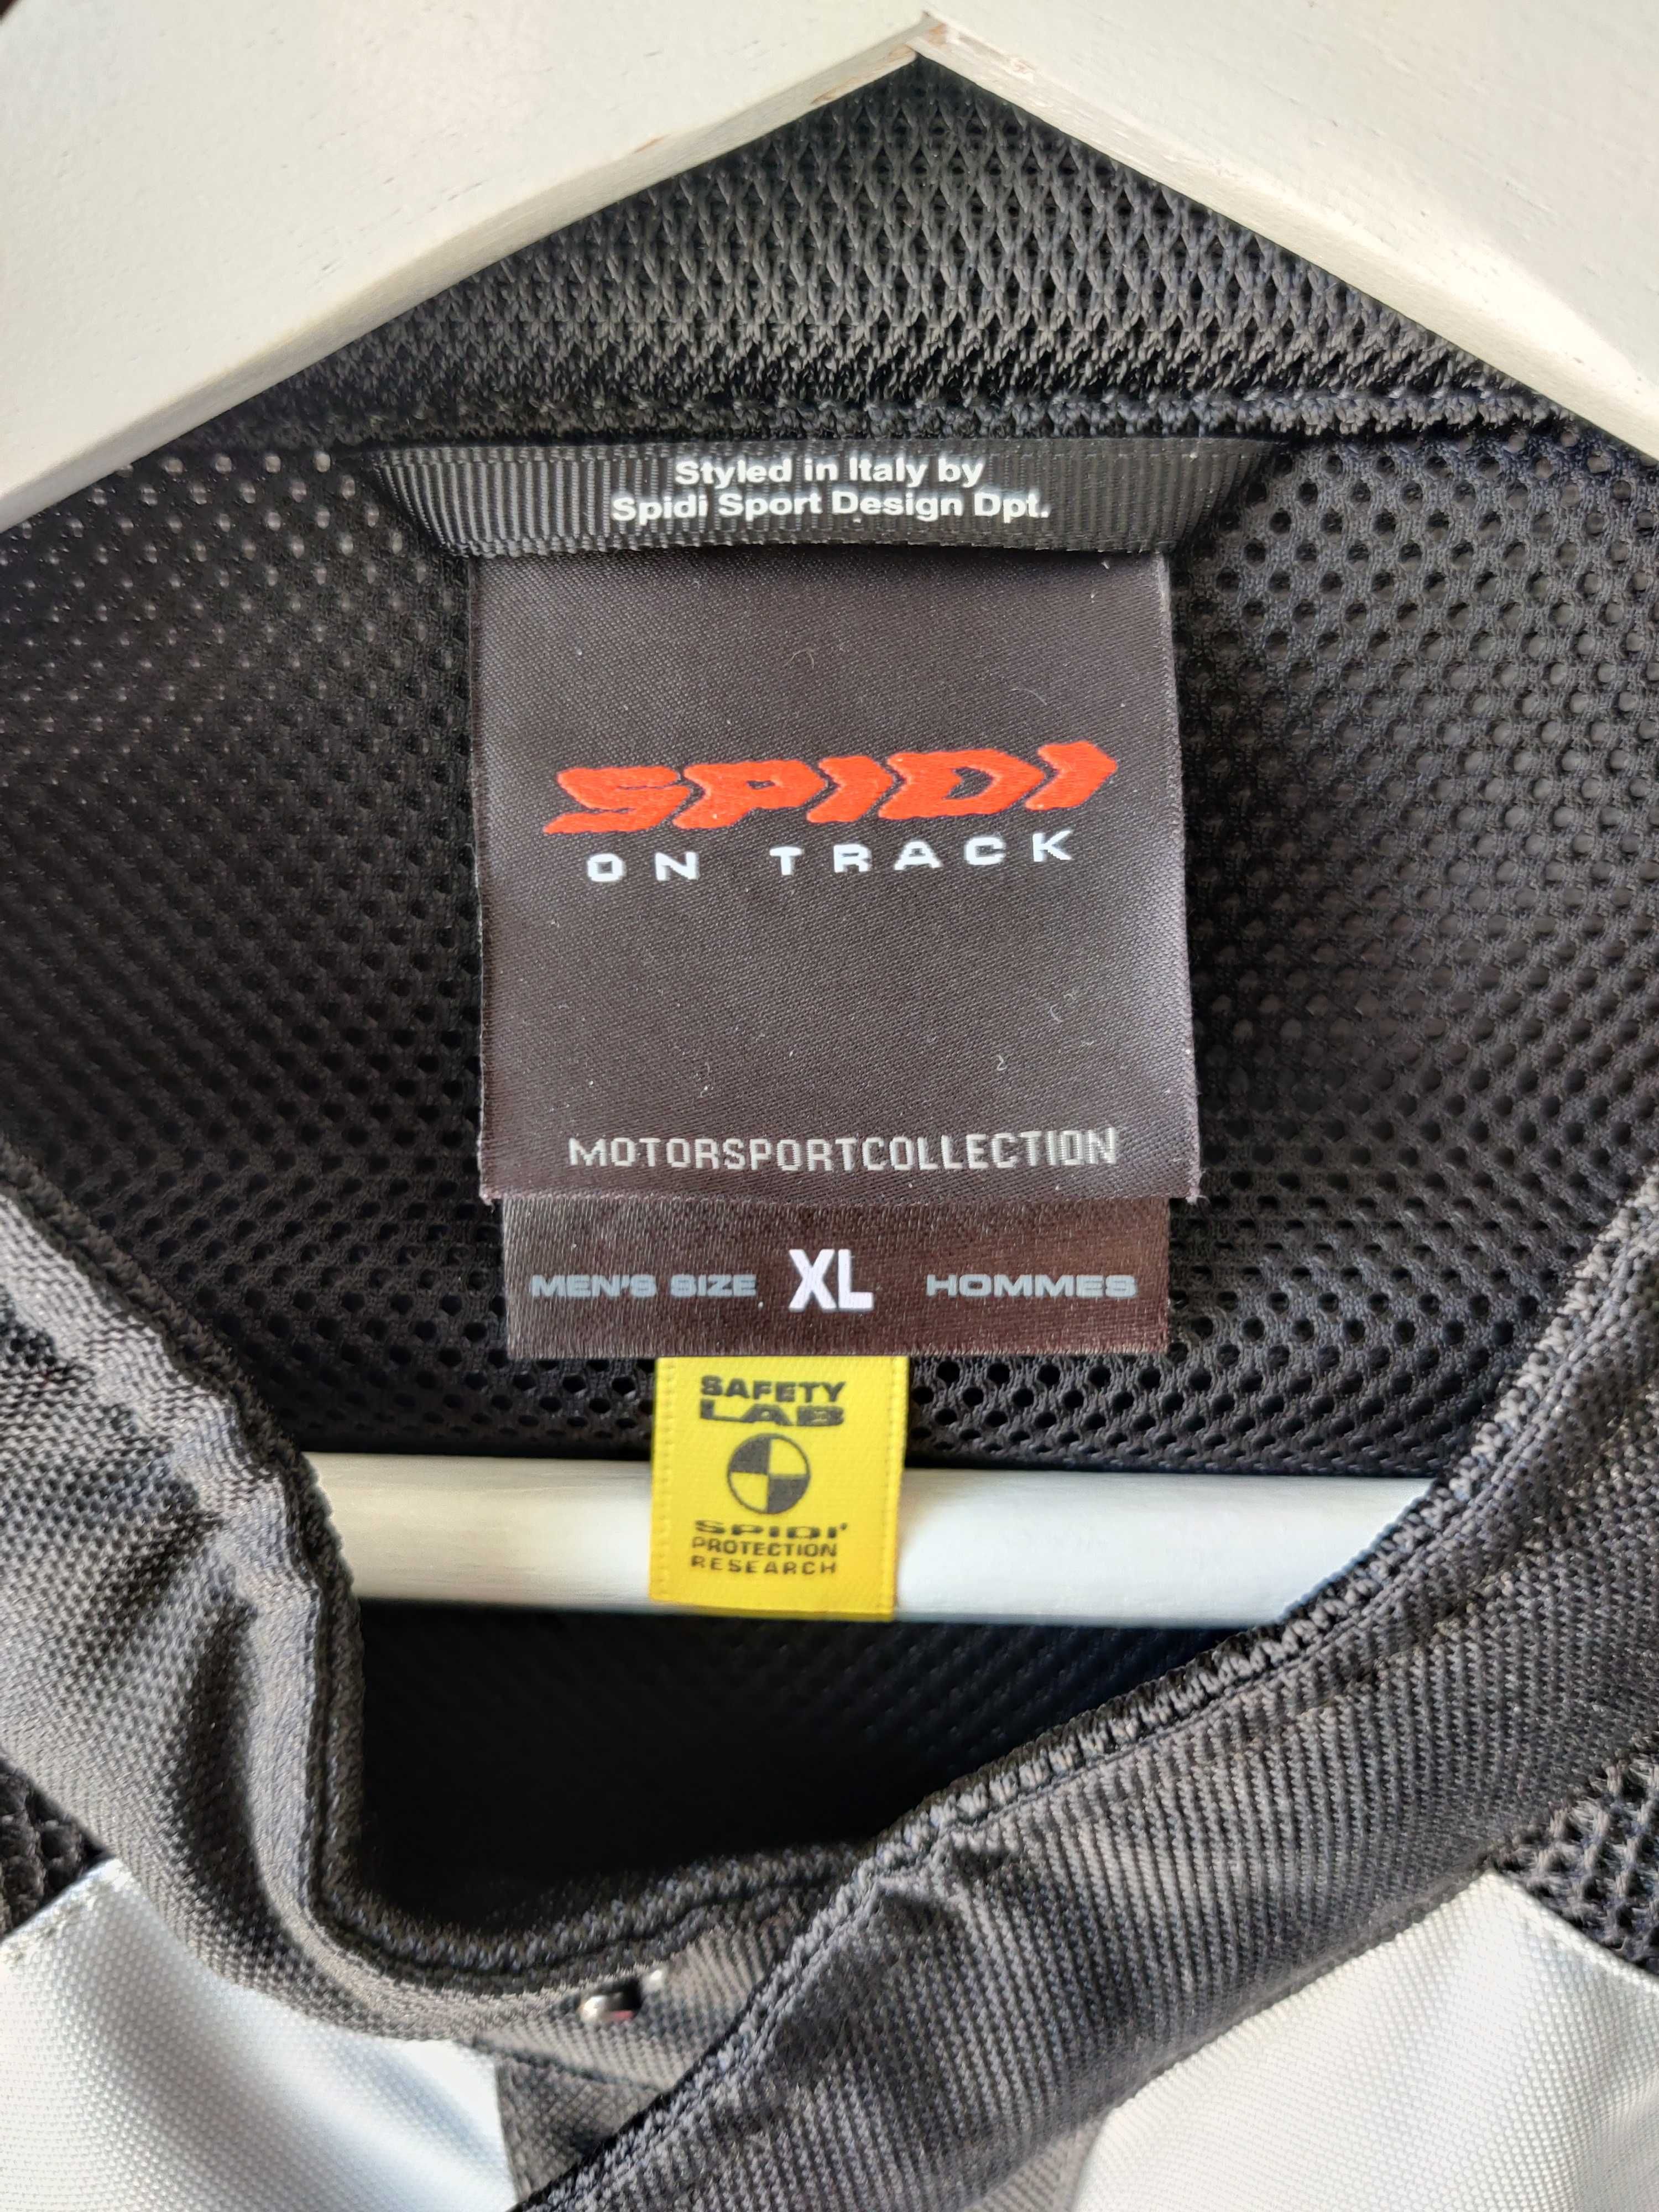 Styled in Italy by
Spidi Sport Design Dpt.
SPIDI
ON TRACK
MOTORSPORTCOLLECTION
MEN'S SIZE XL HOMMES
SAFETY
LAB
SPIDI'
PROTECTION
RESEARCH